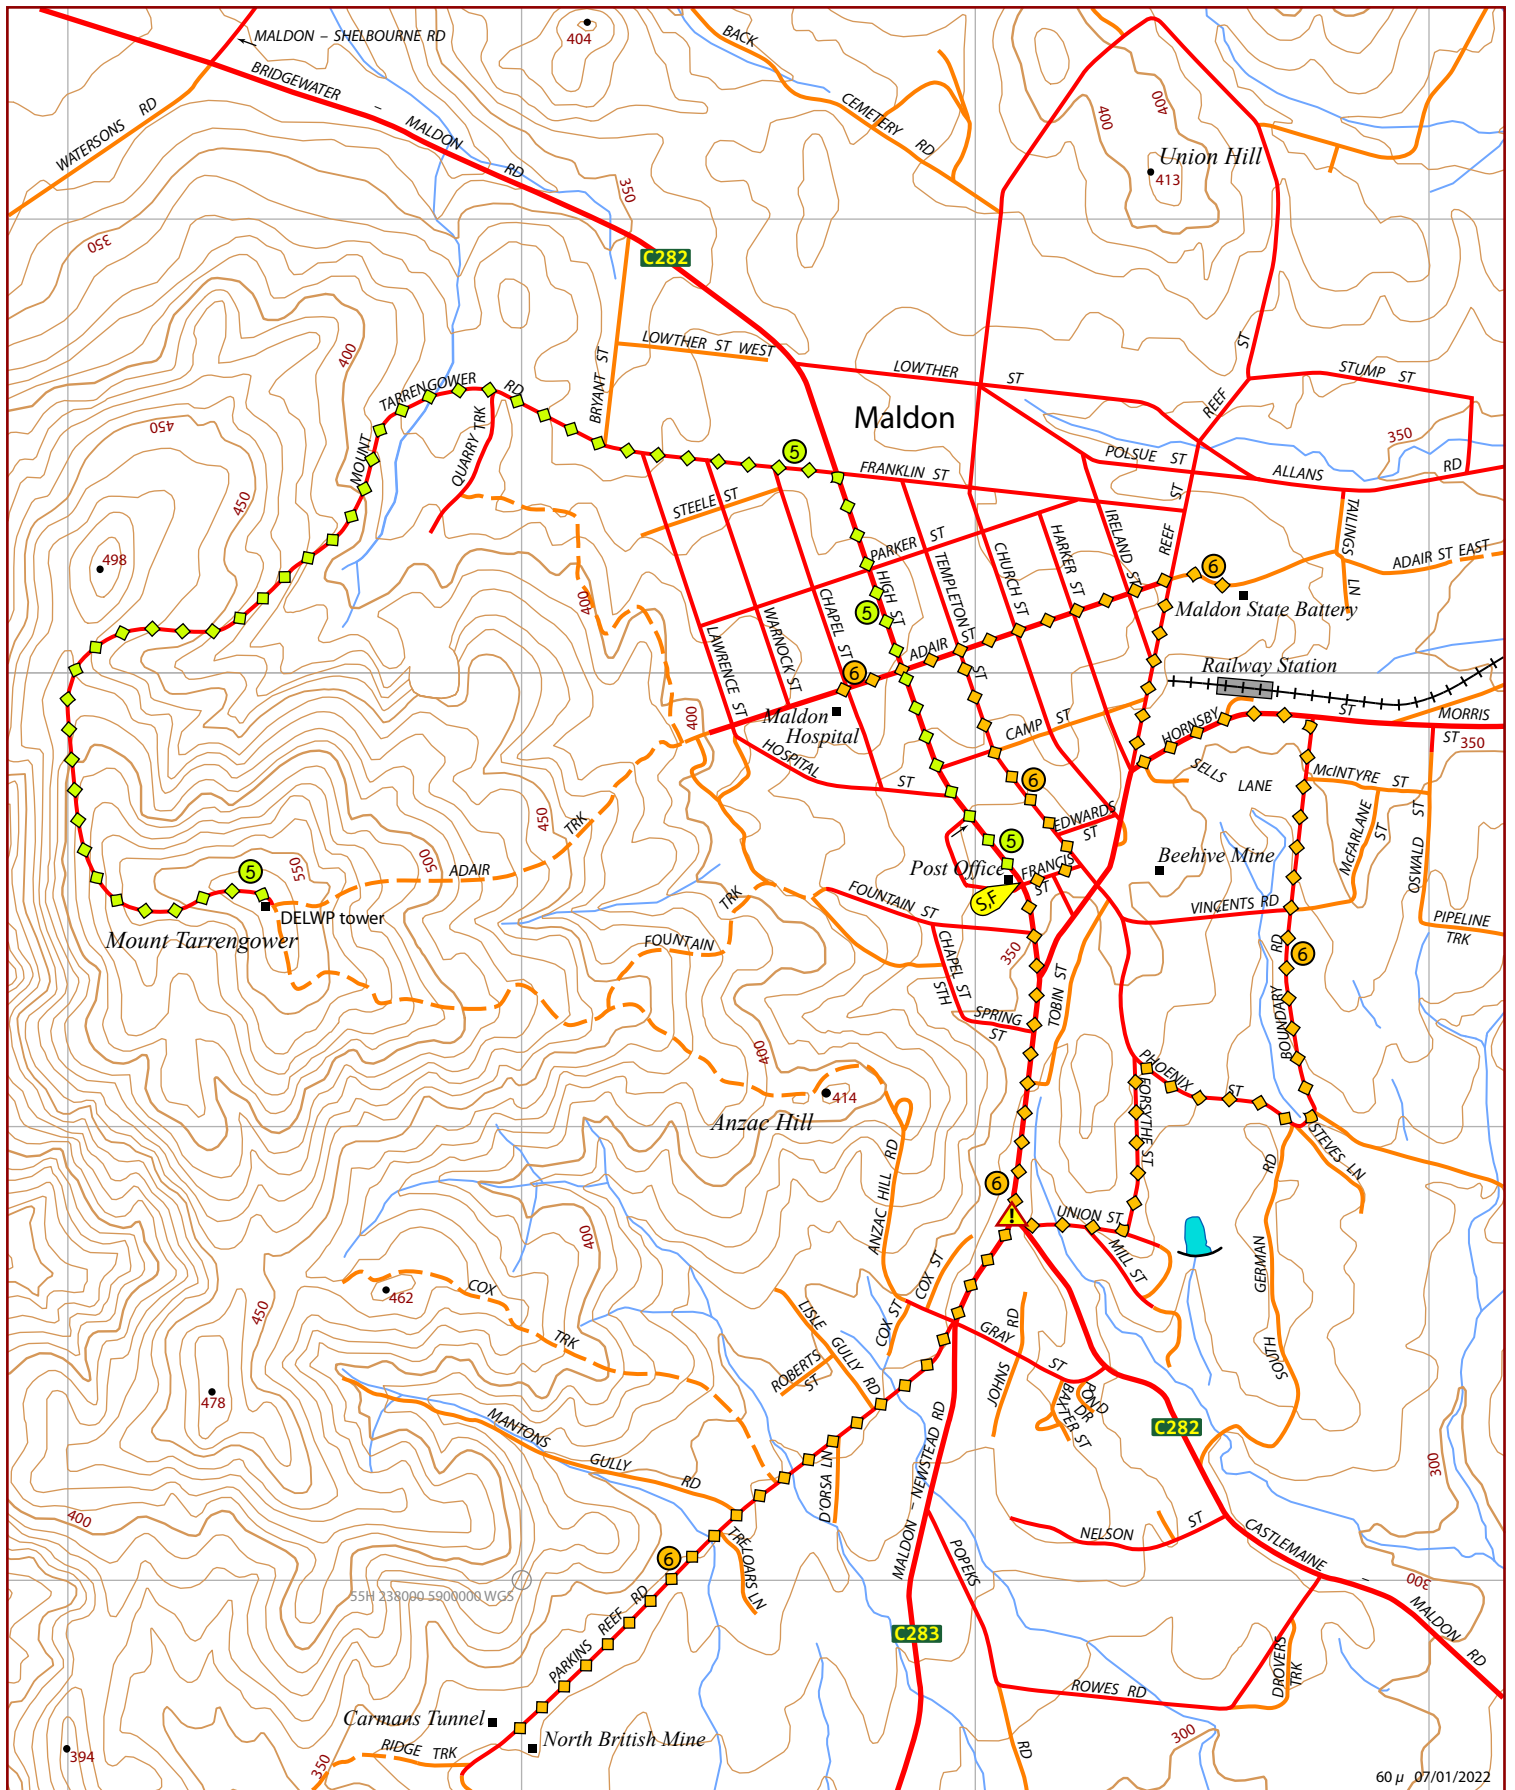 MALDON – SHELBOURNE RD
404
BACK
CEMETERY RD
BRIDGEWATER – MALDON RD
WATERSONS RD
400
400
Union Hill
413
350
350
C282
LOWTHER ST WEST
BRYANT ST
LOWTHER ST
STUMP ST
REEF ST
400
MOUNT TARRENGOWER RD
QUARRY TRK
Maldon
450
450
498
5
FRANKLIN ST
POLSUE ST
ALLANS RD
350
STEELE ST
PARKER ST
REEF ST
IRELAND ST
HARKER ST
CHURCH ST
TEMPLETON ST
HIGH ST
CHAPEL ST
WARNOCK ST
LAWRENCE ST
TAILINGS LN
ADAIR ST EAST
6
Maldon State Battery
400
5
ADAIR ST
6
Railway Station
Maldon
Hospital
400
CAMP ST
HORNSBY ST
MORRIS ST
350
HOSPITAL ST
SELLS LANE
McINTYRE ST
McFARLANE ST
OSWALD ST
6
EDWARDS ST
450
500
550
ADAIR TRK
5
5
Post Office
FRANCIS ST
S,F
Beehive Mine
DELWP tower
Mount Tarrengower
FOUNTAIN TRK
FOUNTAIN ST
VINCENTS RD
PIPELINE TRK
CHAPEL ST STH
350
TOBIN ST
SPRING ST
BOUNDARY RD
6
400
PHOENIX ST
FORSYTHE ST
414
Anzac Hill
ANZAC HILL RD
STEVES LN
6
!
UNION ST
MILL ST
GERMAN RD SOUTH
400
462
COX TRK
450
COX ST
COX ST
LISLE GULLY RD
ROBERTS ST
GRAY ST
JOHNS RD
POND DR
BAXTER ST
478
MANTONS GULLY RD
C282
D'ORSA LN
MALDON – NEWSTEAD RD
300
400
TRELOARS LN
NELSON ST
CASTLEMAINE – MALDON RD
POPEKS RD
300
6
55H 238000 5900000 WGS
PARKINS REEF RD
C283
DROVERS TRK
ROWES RD
Carmans Tunnel
North British Mine
300
394
350
RIDGE TRK
60 µ 07/01/2022